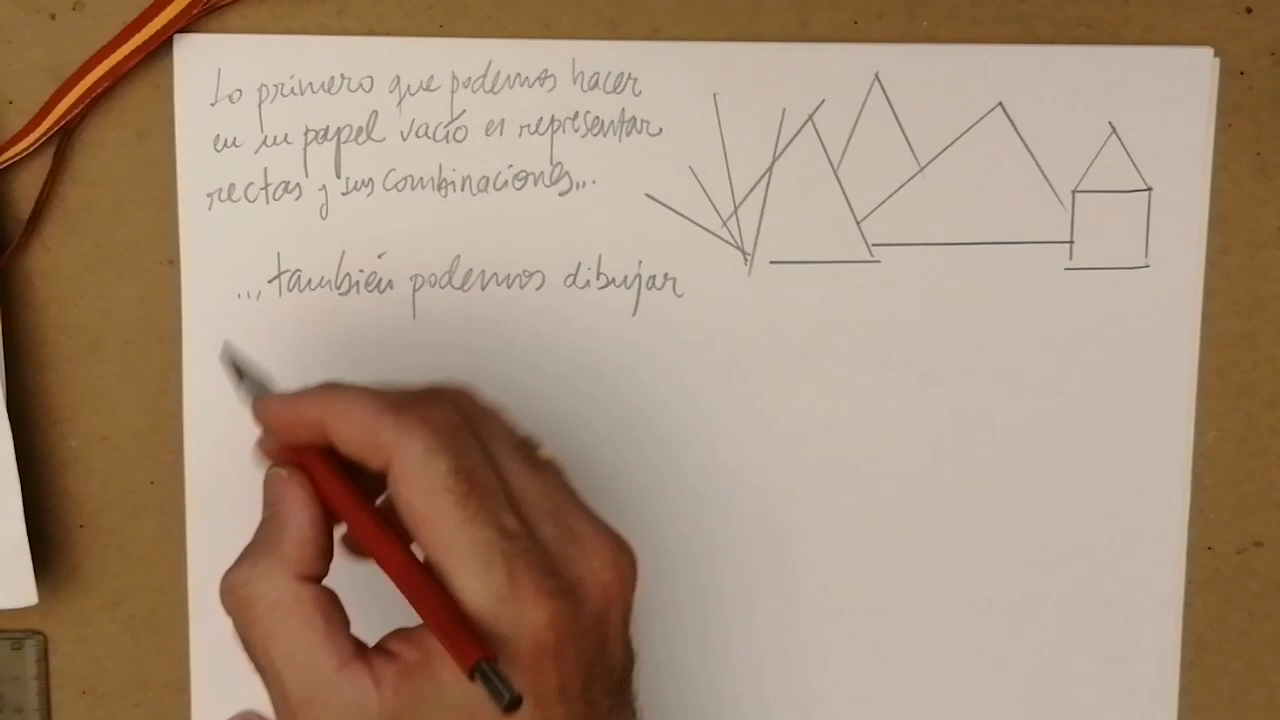 Lo primero que podemos hacer
en un papel vacío es representar
rectas y sus combinaciones...
...también podemos dibujar